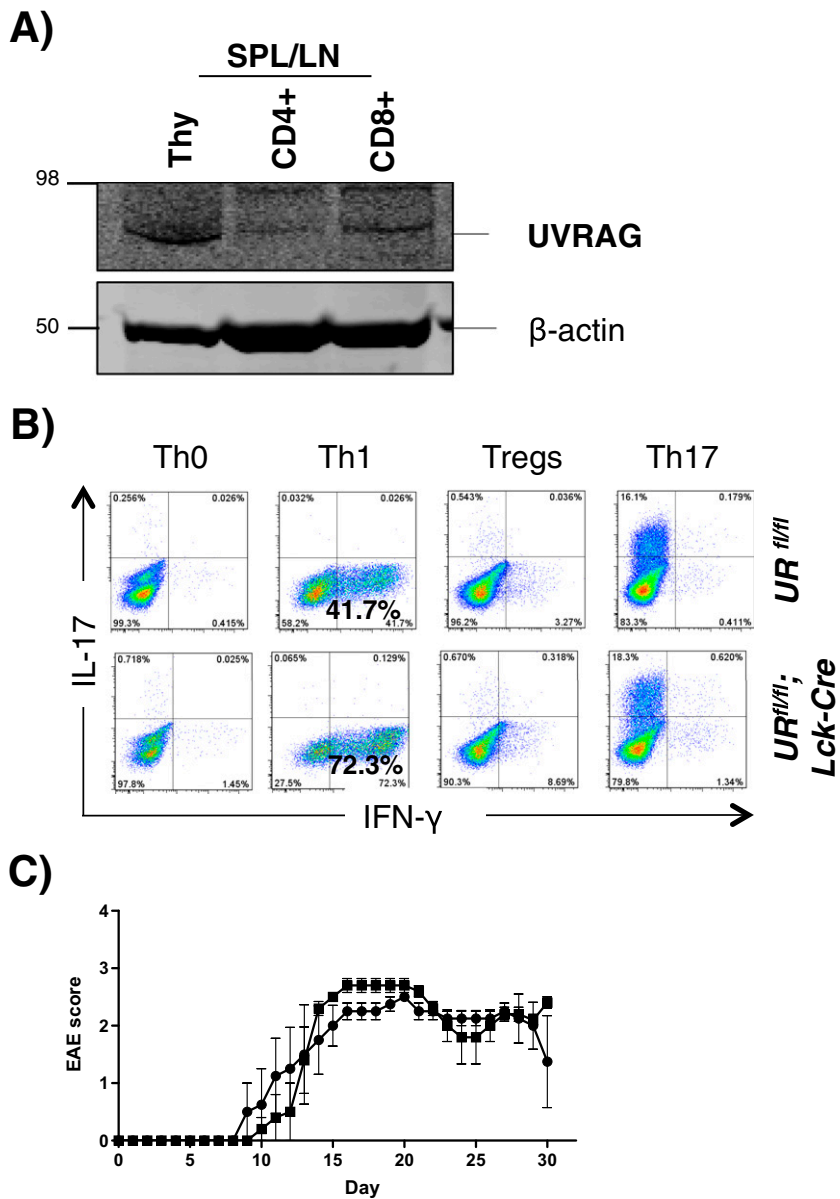 A)
SPL/LN
Thy
CD4+
CD8+
98
UVRAG
50
β-actin
B)
Th0 Th1 Tregs Th17
0.256% 0.026% 0.032% 0.026% 0.543% 0.036% 16.1% 0.179%
41.7%
99.3% 0.415% 58.2% 41.7% 96.2% 3.27% 83.3% 0.411%
UR fl/fl
0.718% 0.025% 0.065% 0.129% 0.670% 0.318% 18.3% 0.620%
72.3%
97.8% 1.45% 27.5% 72.3% 90.3% 8.69% 79.8% 1.34%
UR fl/fl;
Lck-Cre
IL-17
IFN-γ
C)
4
3
2
1
0
EAE score
0 5 10 15 20 25 30
Day